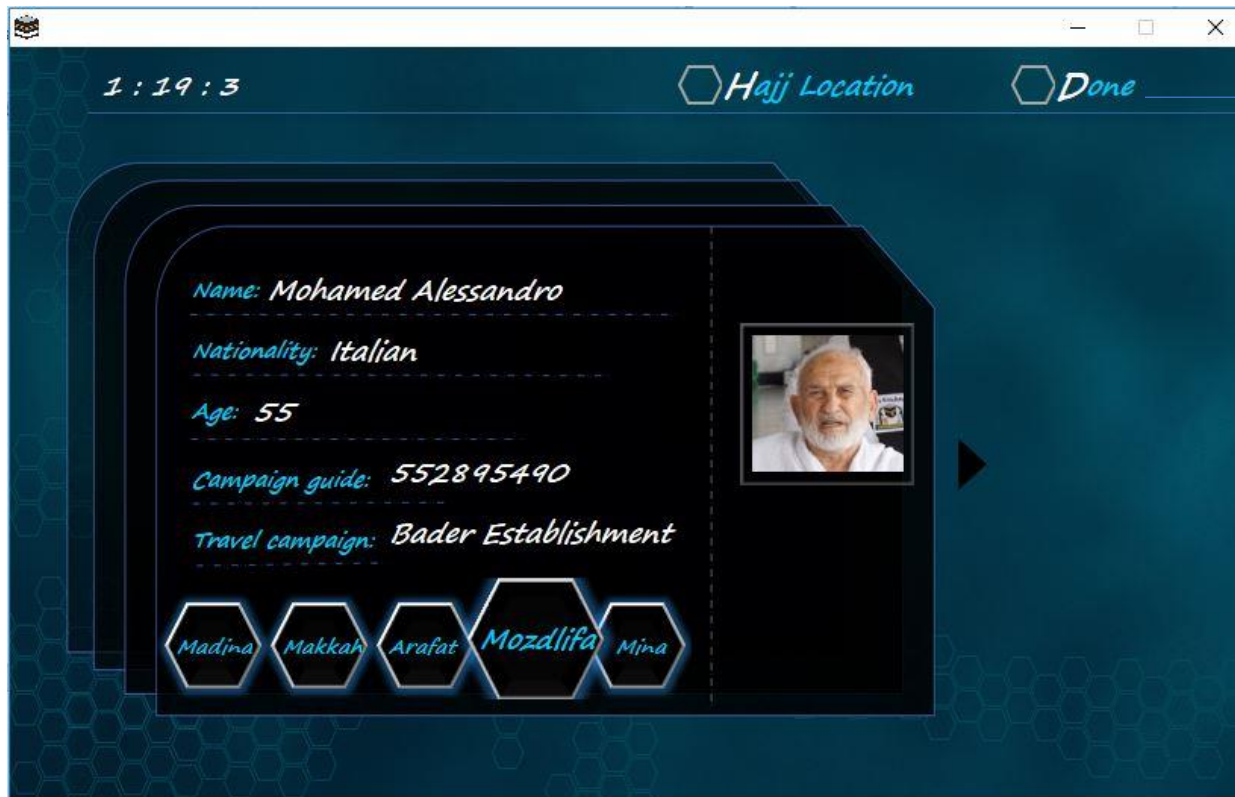 1 : 19 : 3
Hajj Location
Done
Name: Mohamed Alessandro
Nationality: Italian
Age: 55
Campaign guide: 552895490
Travel campaign: Bader Establishment
Madina Makkah Arafat Mozdlifa Mina